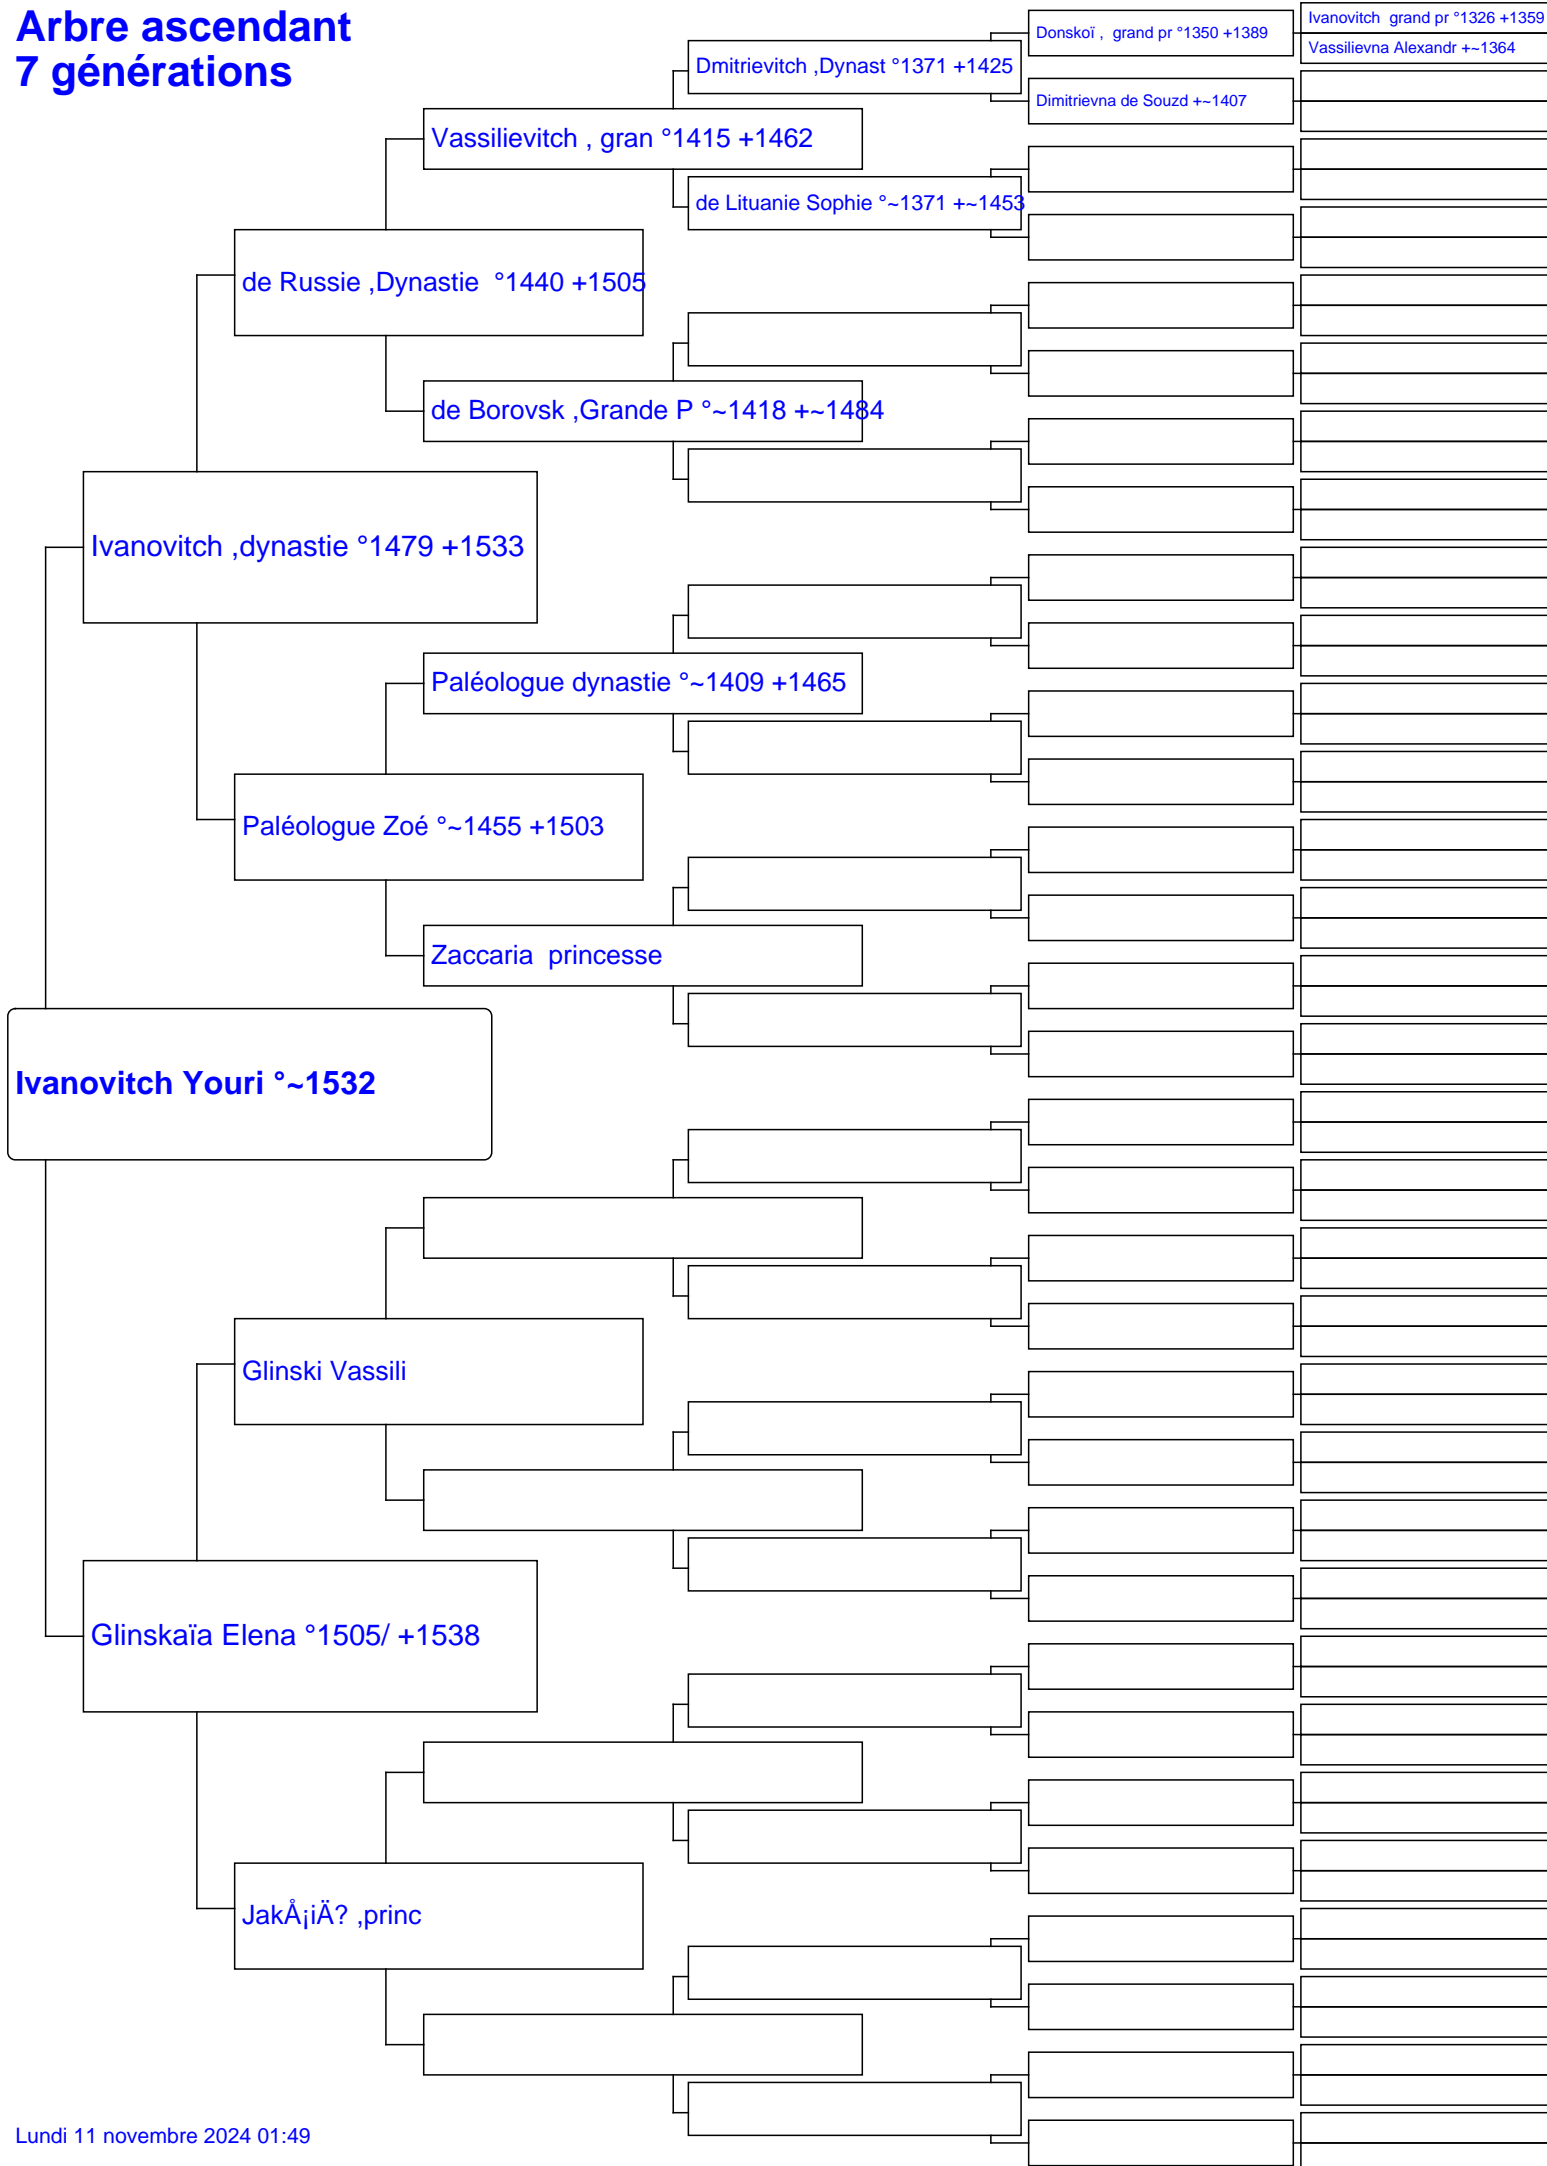 Arbre ascendant
7 générations
Ivanovitch  grand pr °1326 +1359
Donskoï ,  grand pr °1350 +1389
Vassilievna Alexandr +~1364
Dmitrievitch ,Dynast °1371 +1425
Dimitrievna de Souzd +~1407
Vassilievitch , gran °1415 +1462
de Lituanie Sophie °~1371 +~1453
de Russie ,Dynastie  °1440 +1505
de Borovsk ,Grande P °~1418 +~1484
Ivanovitch ,dynastie °1479 +1533
Paléologue dynastie °~1409 +1465
Paléologue Zoé °~1455 +1503
Zaccaria  princesse
Ivanovitch Youri °~1532
Glinski Vassili
Glinskaïa Elena °1505/ +1538
JakÅ¡iÄ? ,princ
Lundi 11 novembre 2024 01:49